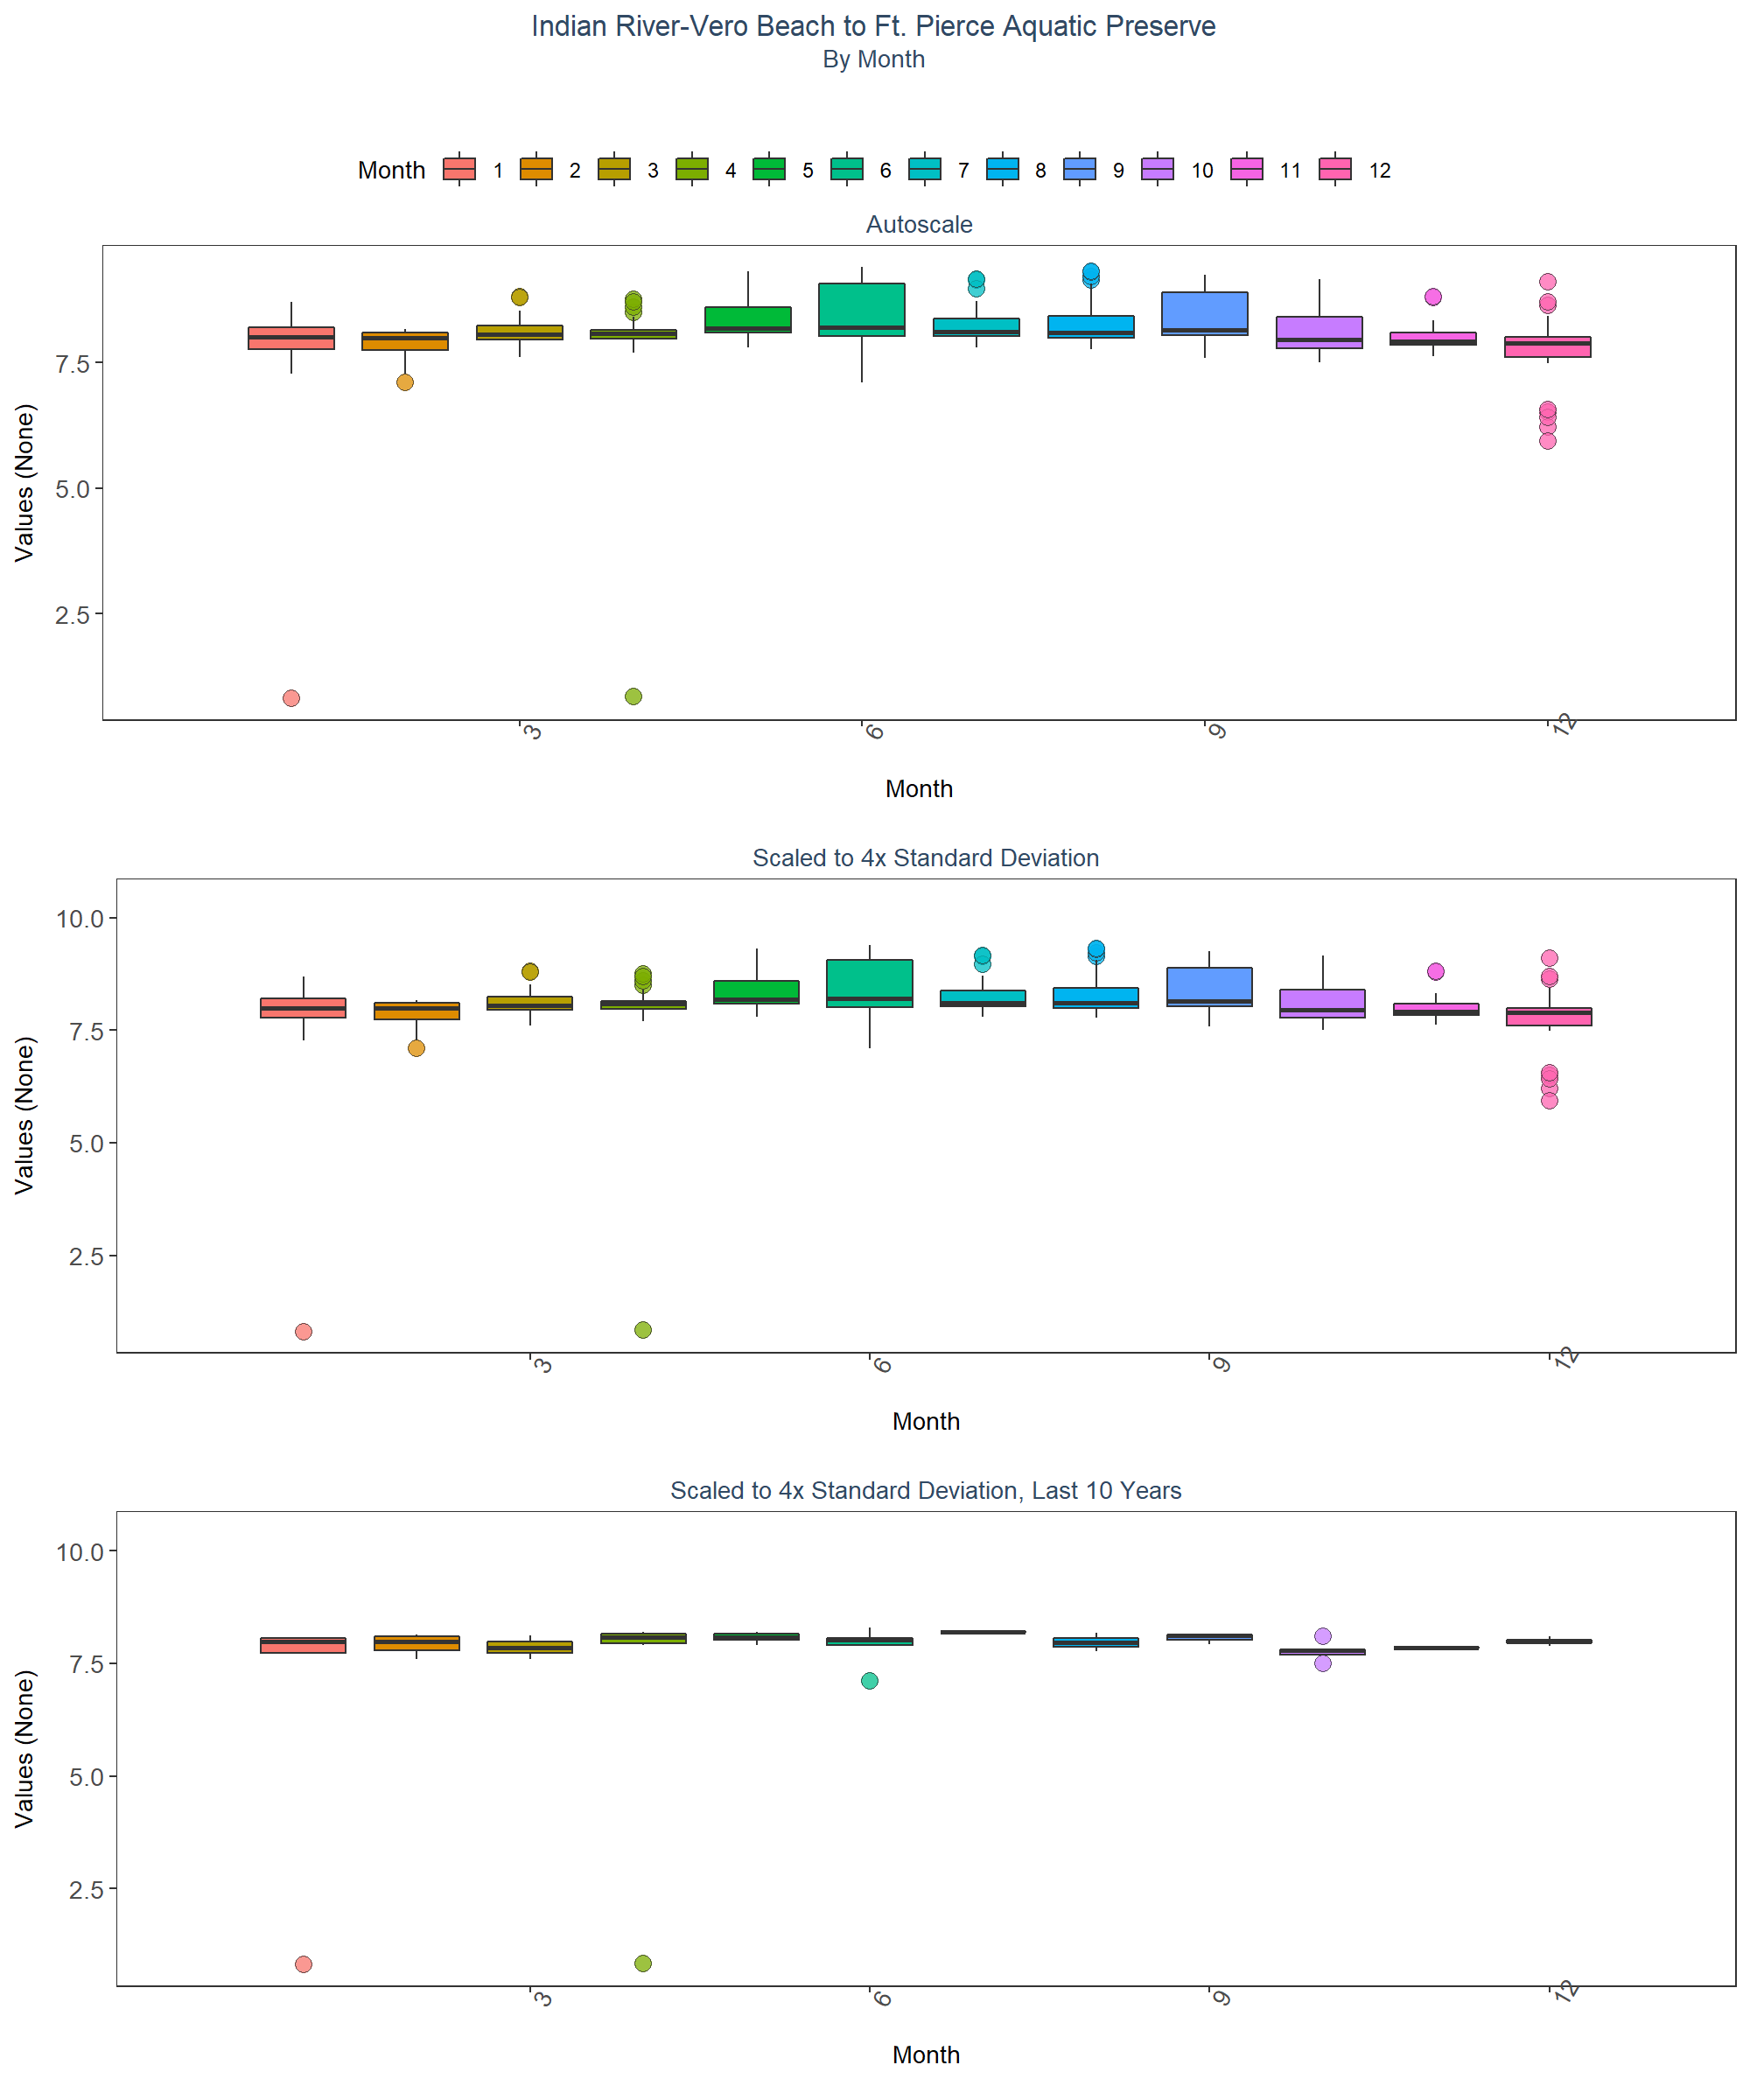 Indian River-Vero Beach to Ft. Pierce Aquatic Preserve
By Month
Month 1 2 3 4 5 6 7 8 9 10 11 12
Autoscale
Values (None)
7.5
5.0
2.5
3 6 9 12
Month
Scaled to 4x Standard Deviation
Values (None)
10.0
7.5
5.0
2.5
3 6 9 12
Month
Scaled to 4x Standard Deviation, Last 10 Years
Values (None)
10.0
7.5
5.0
2.5
3 6 9 12
Month